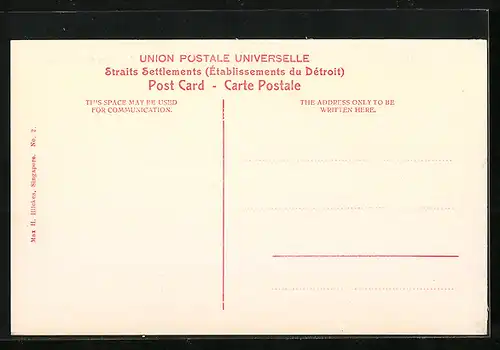 UNION POSTALE UNIVERSELLE
Straits Settlements (Établissements du Détroit)
Post Card - Carte Postale
THIS SPACE MAY BE USED
FOR COMMUNICATION.
THE ADDRESS ONLY TO BE
WRITTEN HERE.
Max H. Hilckes, Singapore. No. 2.